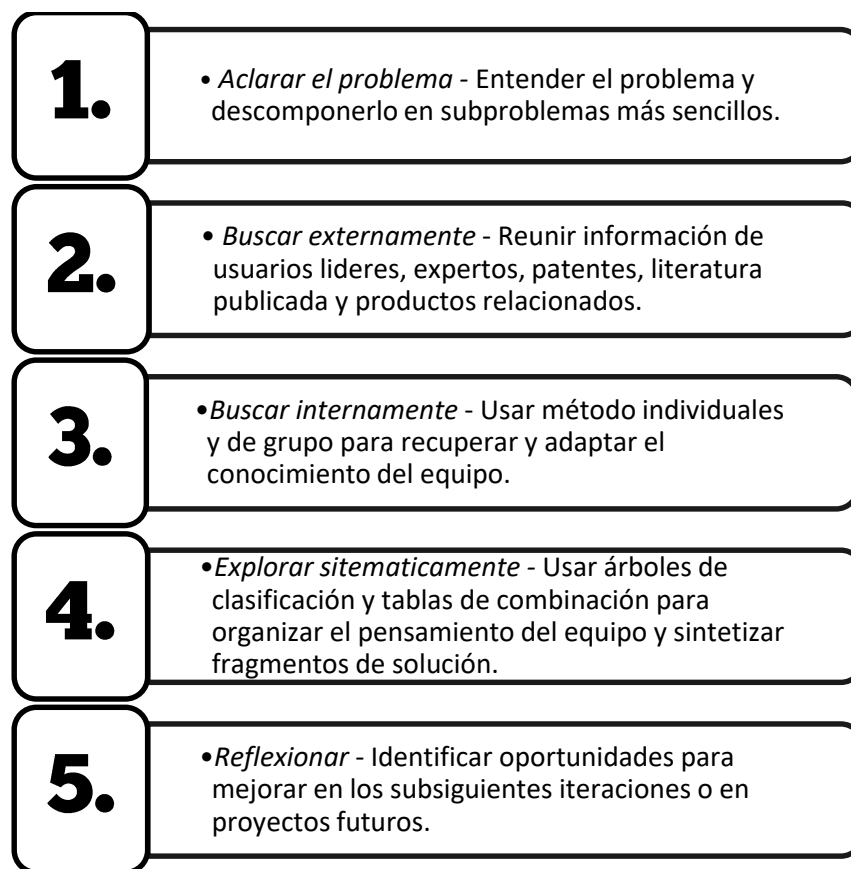 1.
• Aclarar el problema - Entender el problema y
descomponerlo en subproblemas más sencillos.
2.
• Buscar externamente - Reunir información de
usuarios lideres, expertos, patentes, literatura
publicada y productos relacionados.
3.
•Buscar internamente - Usar método individuales
y de grupo para recuperar y adaptar el
conocimiento del equipo.
4.
•Explorar sitematicamente - Usar árboles de
clasificación y tablas de combinación para
organizar el pensamiento del equipo y sintetizar
fragmentos de solución.
5.
•Reflexionar - Identificar oportunidades para
mejorar en los subsiguientes iteraciones o en
proyectos futuros.